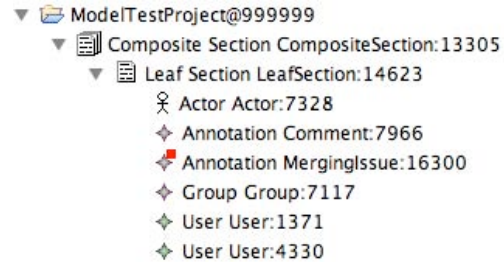 ModelTestProject@999999
Composite Section CompositeSection:13305
Leaf Section LeafSection:14623
Actor Actor:7328
Annotation Comment:7966
Annotation MergingIssue:16300
Group Group:7117
User User:1371
User User:4330